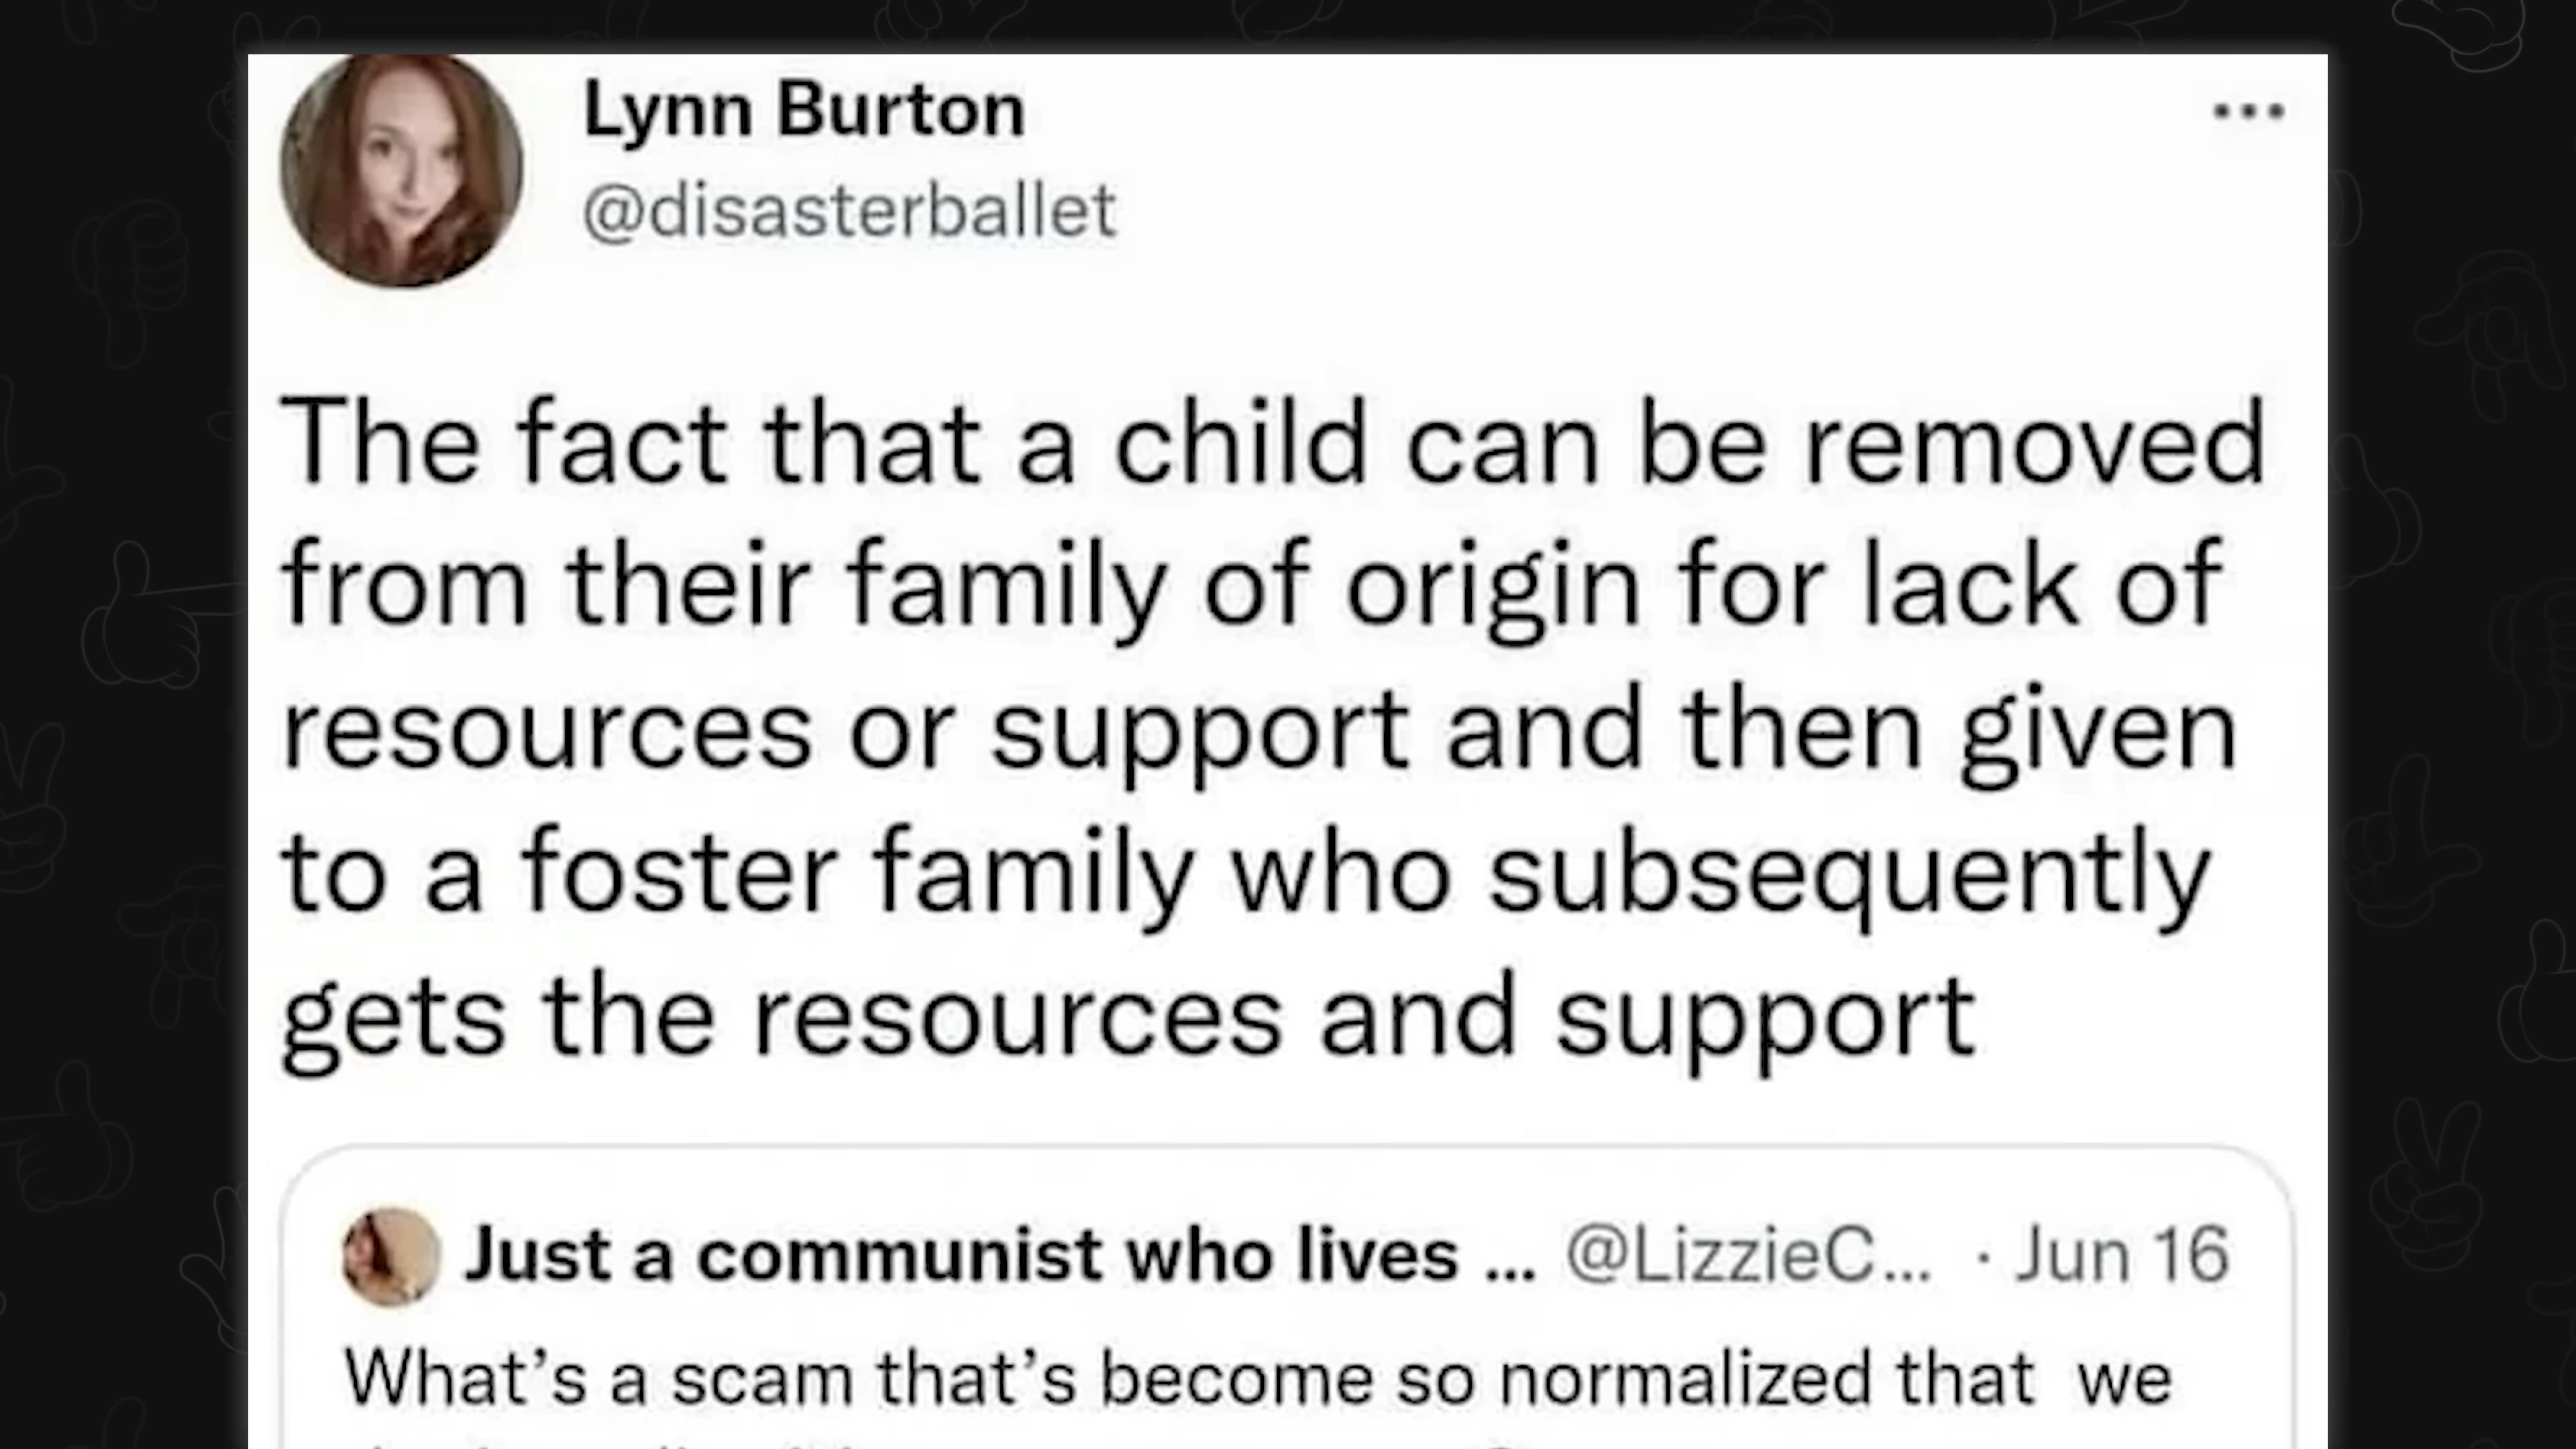 Lynn Burton
@disasterballet
The fact that a child can be removed
from their family of origin for lack of
resources or support and then given
to a foster family who subsequently
gets the resources and support
Just a communist who lives ... @LizzieC... · Jun 16
What's a scam that's become so normalized that we